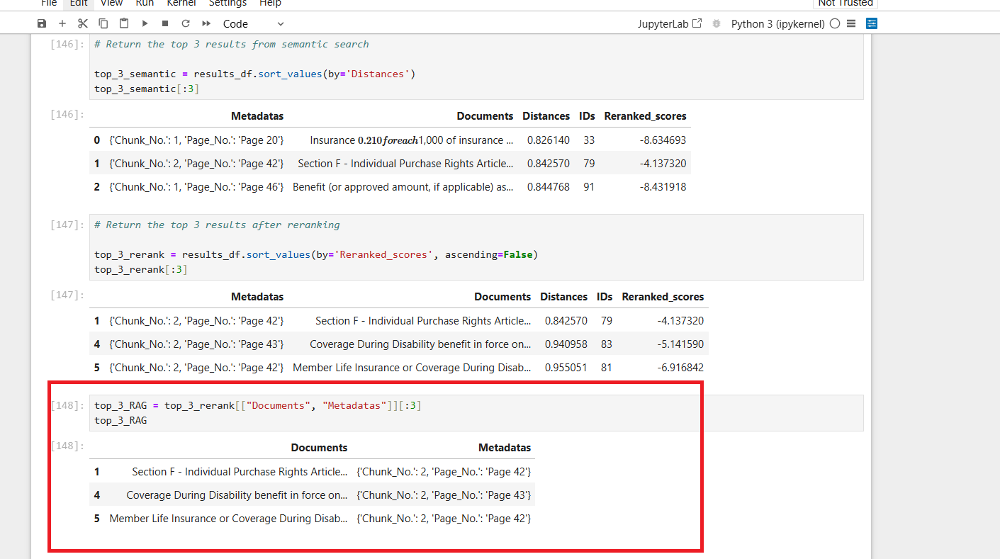 File Edit View Run Kernel Settings Help Not Trusted
Code JupyterLab Python 3 (ipykernel)
[146]: # Return the top 3 results from semantic search
top_3_semantic = results_df.sort_values(by='Distances')
top_3_semantic[:3]
[146]: Metadatas Documents Distances IDs Reranked_scores
0 {'Chunk_No.': 1, 'Page_No.': 'Page 20'} Insurance 0.210foreach1,000 of insurance ... 0.826140 33 -8.634693
1 {'Chunk_No.': 2, 'Page_No.': 'Page 42'} Section F - Individual Purchase Rights Article... 0.842570 79 -4.137320
2 {'Chunk_No.': 1, 'Page_No.': 'Page 46'} Benefit (or approved amount, if applicable) as... 0.844768 91 -8.431918
[147]: # Return the top 3 results after reranking
top_3_rerank = results_df.sort_values(by='Reranked_scores', ascending=False)
top_3_rerank[:3]
[147]: Metadatas Documents Distances IDs Reranked_scores
1 {'Chunk_No.': 2, 'Page_No.': 'Page 42'} Section F - Individual Purchase Rights Article... 0.842570 79 -4.137320
4 {'Chunk_No.': 2, 'Page_No.': 'Page 43'} Coverage During Disability benefit in force on... 0.940958 83 -5.141590
5 {'Chunk_No.': 2, 'Page_No.': 'Page 42'} Member Life Insurance or Coverage During Disab... 0.955051 81 -6.916842
[148]: top_3_RAG = top_3_rerank[["Documents", "Metadatas"]][:3]
top_3_RAG
[148]: Documents Metadatas
1 Section F - Individual Purchase Rights Article... {'Chunk_No.': 2, 'Page_No.': 'Page 42'}
4 Coverage During Disability benefit in force on... {'Chunk_No.': 2, 'Page_No.': 'Page 43'}
5 Member Life Insurance or Coverage During Disab... {'Chunk_No.': 2, 'Page_No.': 'Page 42'}